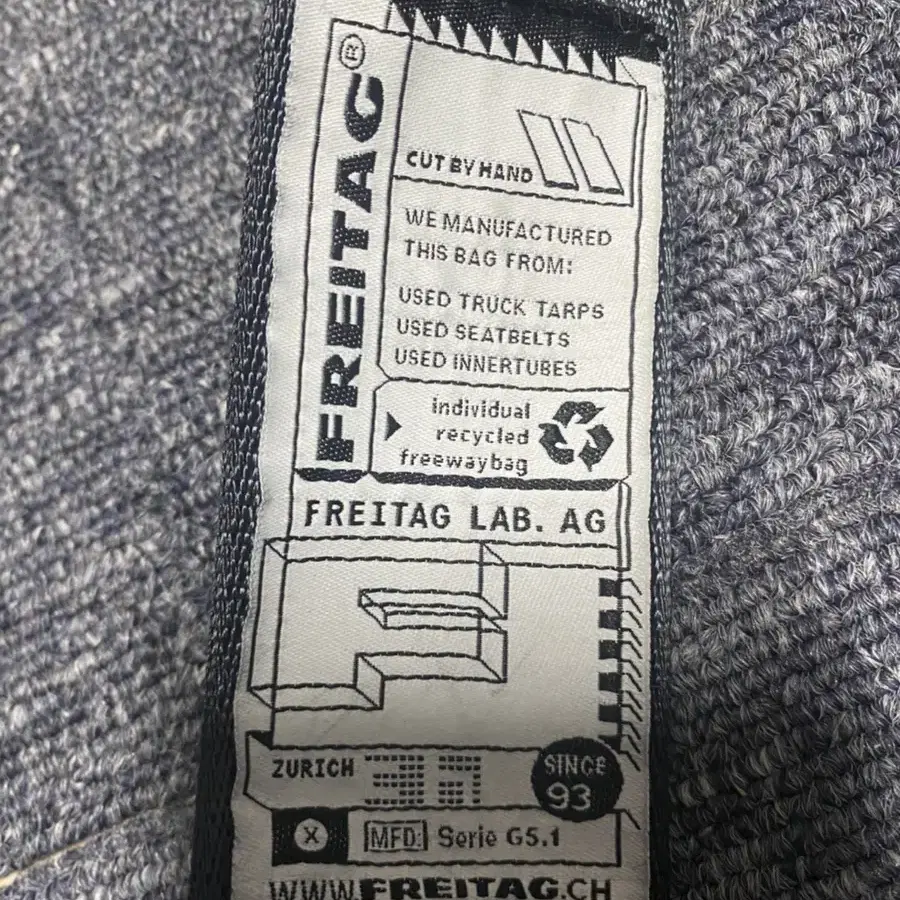 FREITAG®
CUT BY HAND
WE MANUFACTURED
THIS BAG FROM:
USED TRUCK TARPS
USED SEATBELTS
USED INNERTUBES
individual
recycled
freewaybag
FREITAG LAB. AG
F
ZURICH
SINCE
93
X
MFD: Serie G5.1
WWW.FREITAG.CH